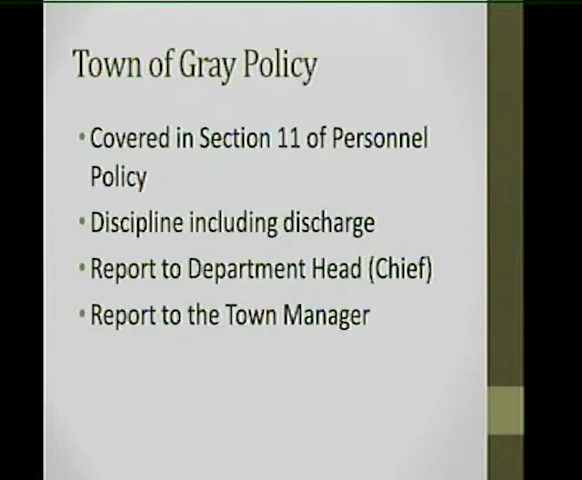 Town of Gray Policy
• Covered in Section 11 of Personnel
Policy
• Discipline including discharge
• Report to Department Head (Chief)
• Report to the Town Manager